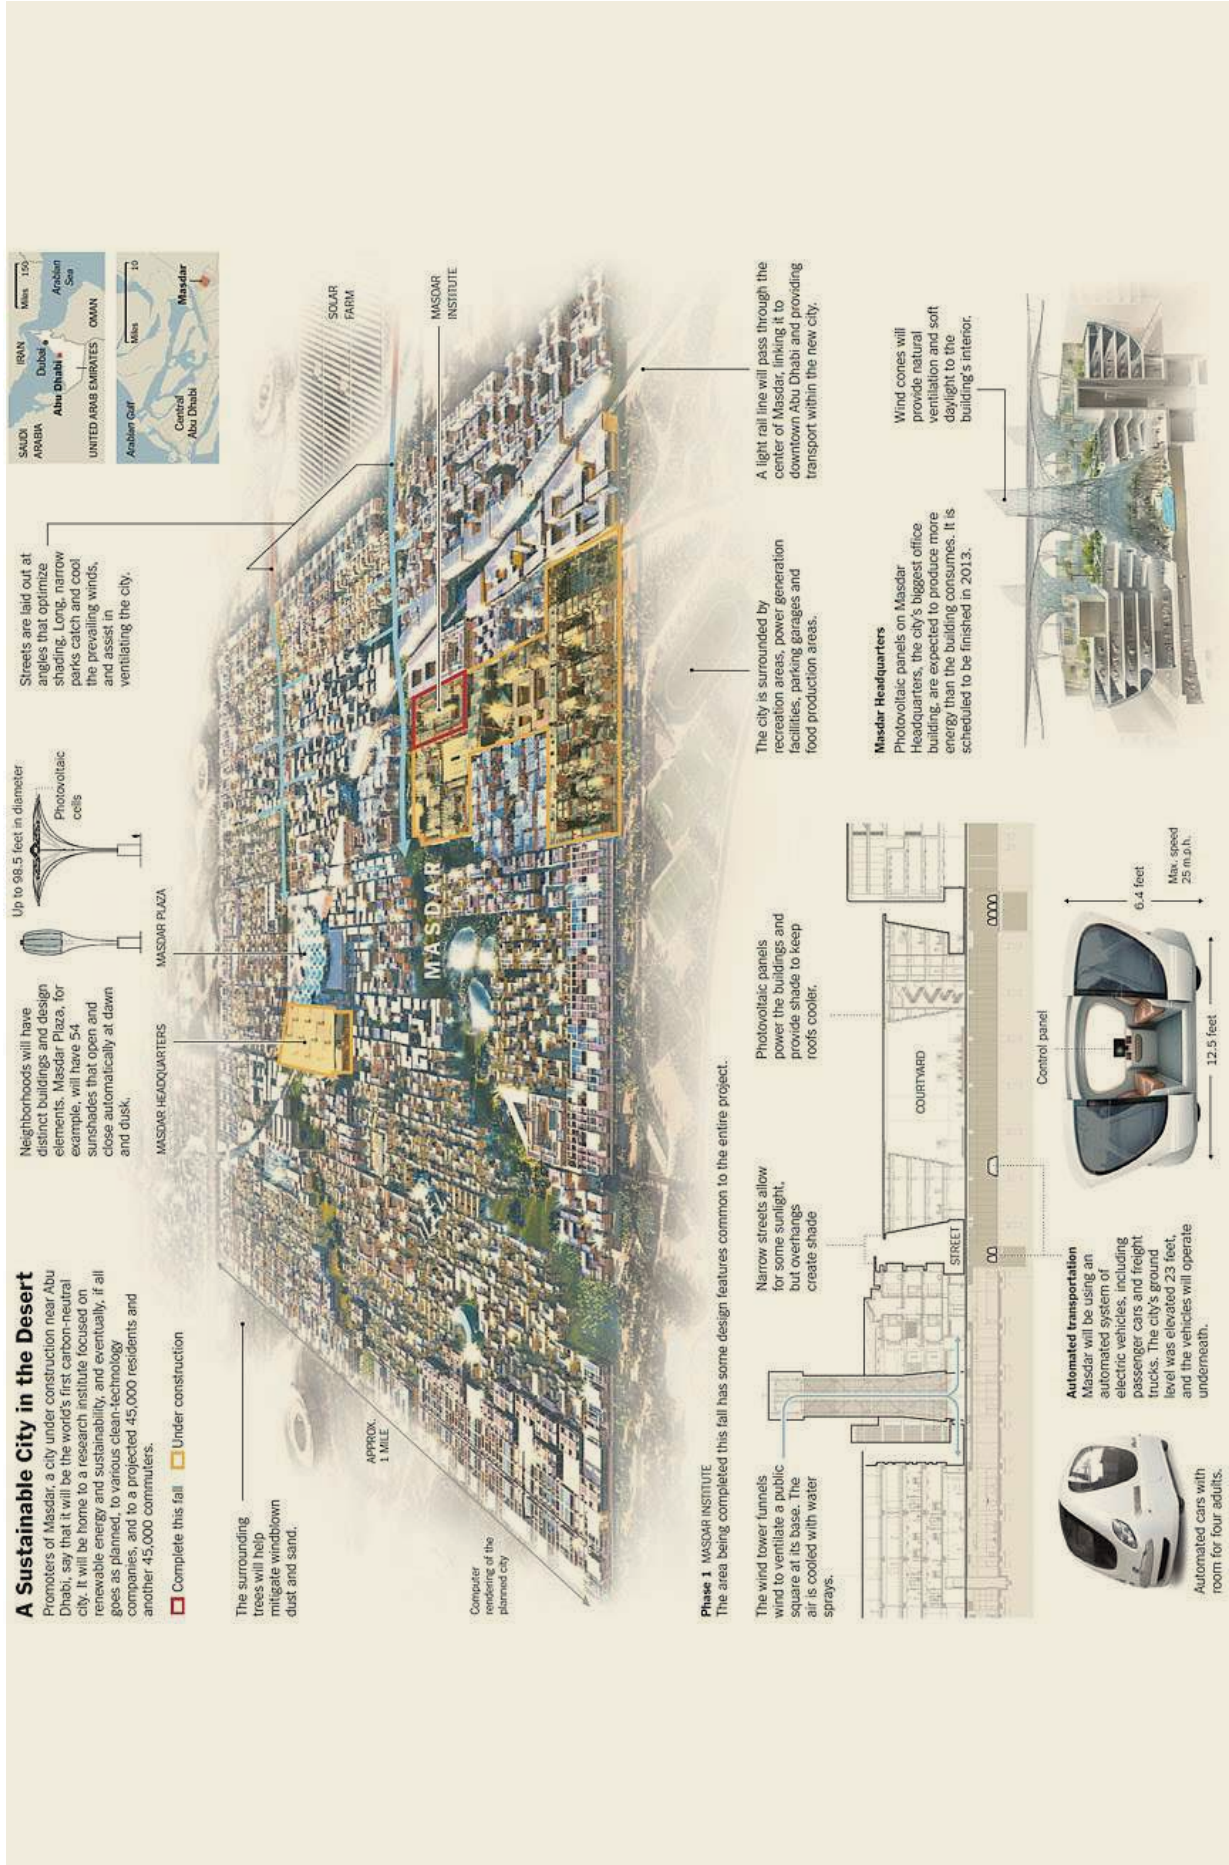 A Sustainable City in the Desert
Promoters of Masdar, a city under construction near Abu
Dhabi, say that it will be the world's first carbon-neutral
city. It will be home to a research institute focused on
renewable energy and sustainability, and eventually, if all
goes as planned, to various clean-technology
companies, and to a projected 45,000 residents and
another 45,000 commuters.
Complete this fall
Under construction
Neighborhoods will have
distinct buildings and design
elements. Masdar Plaza, for
example, will have 54
sunshades that open and
close automatically at dawn
and dusk.
Up to 98.5 feet in diameter
Photovoltaic
cells
Streets are laid out at
angles that optimize
shading. Long, narrow
parks catch and cool
the prevailing winds,
and assist in
ventilating the city.
SAUDI
ARABIA
IRAN
Miles 150
Dubai
Abu Dhabi
Arabian
Sea
UNITED ARAB EMIRATES
OMAN
Arabian Gulf
Miles
10
Central
Abu Dhabi
Masdar
MASDAR HEADQUARTERS
MASDAR PLAZA
The surrounding
trees will help
mitigate windblown
dust and sand.
SOLAR
FARM
MASDAR
INSTITUTE
APPROX.
1 MILE
MASDAR
Computer
rendering of the
planned city
Phase 1 MASDAR INSTITUTE
The area being completed this fall has some design features common to the entire project.
The wind tower funnels
wind to ventilate a public
square at its base. The
air is cooled with water
sprays.
Narrow streets allow
for some sunlight,
but overhangs
create shade
Photovoltaic panels
power the buildings and
provide shade to keep
roofs cooler.
The city is surrounded by
recreation areas, power generation
facillities, parking garages and
food production areas.
A light rail line will pass through the
center of Masdar, linking it to
downtown Abu Dhabi and providing
transport within the new city.
STREET
COURTYARD
Masdar Headquarters
Photovoltaic panels on Masdar
Headquarters, the city's biggest office
building, are expected to produce more
energy than the building consumes. It is
scheduled to be finished in 2013.
Wind cones will
provide natural
ventilation and soft
daylight to the
building's interior.
Automated cars with
room for four adults.
Automated transportation
Masdar will be using an
automated system of
electric vehicles, including
passenger cars and freight
trucks. The city's ground
level was elevated 23 feet,
and the vehicles will operate
underneath.
Control panel
12.5 feet
6.4 feet
Max. speed
25 m.p.h.